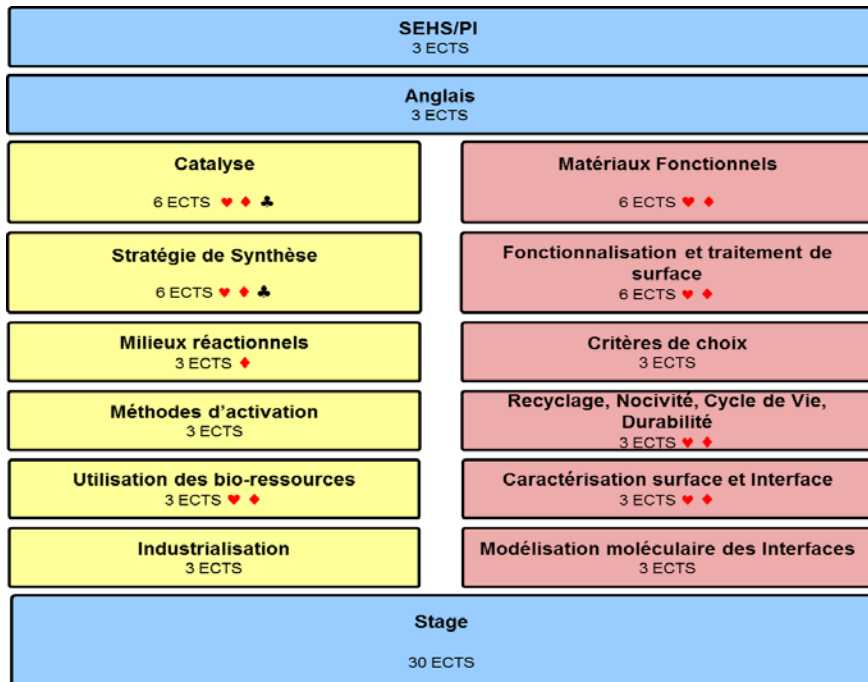 SEHS/PI
3 ECTS
Anglais
3 ECTS
Catalyse
6 ECTS ♥ ♦ ♣
Stratégie de Synthèse
6 ECTS ♥ ♦ ♣
Milieux réactionnels
3 ECTS ♦
Méthodes d'activation
3 ECTS
Utilisation des bio-ressources
3 ECTS ♥ ♦
Industrialisation
3 ECTS
Matériaux Fonctionnels
6 ECTS ♥ ♦
Fonctionnalisation et traitement de
surface
6 ECTS ♥ ♦
Critères de choix
3 ECTS
Recyclage, Nocivité, Cycle de Vie,
Durabilité
3 ECTS ♥ ♦
Caractérisation surface et Interface
3 ECTS ♥ ♦
Modélisation moléculaire des Interfaces
3 ECTS
Stage
30 ECTS